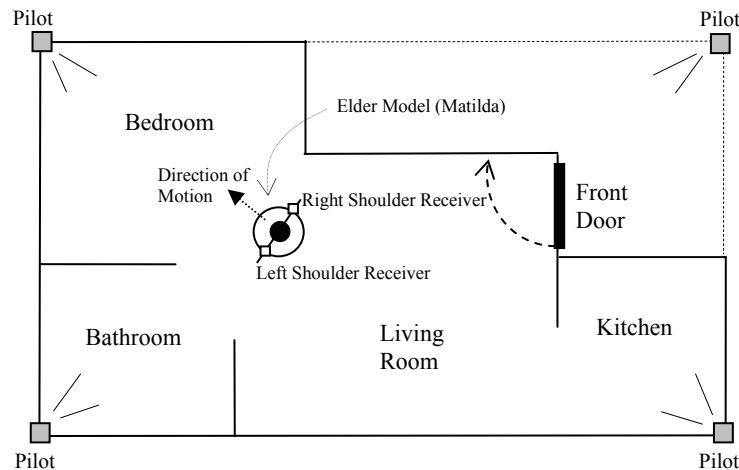 Pilot
Pilot
Elder Model (Matilda)
Bedroom
Direction of
Motion
Right Shoulder Receiver
Front
Door
Left Shoulder Receiver
Bathroom
Living
Room
Kitchen
Pilot
Pilot